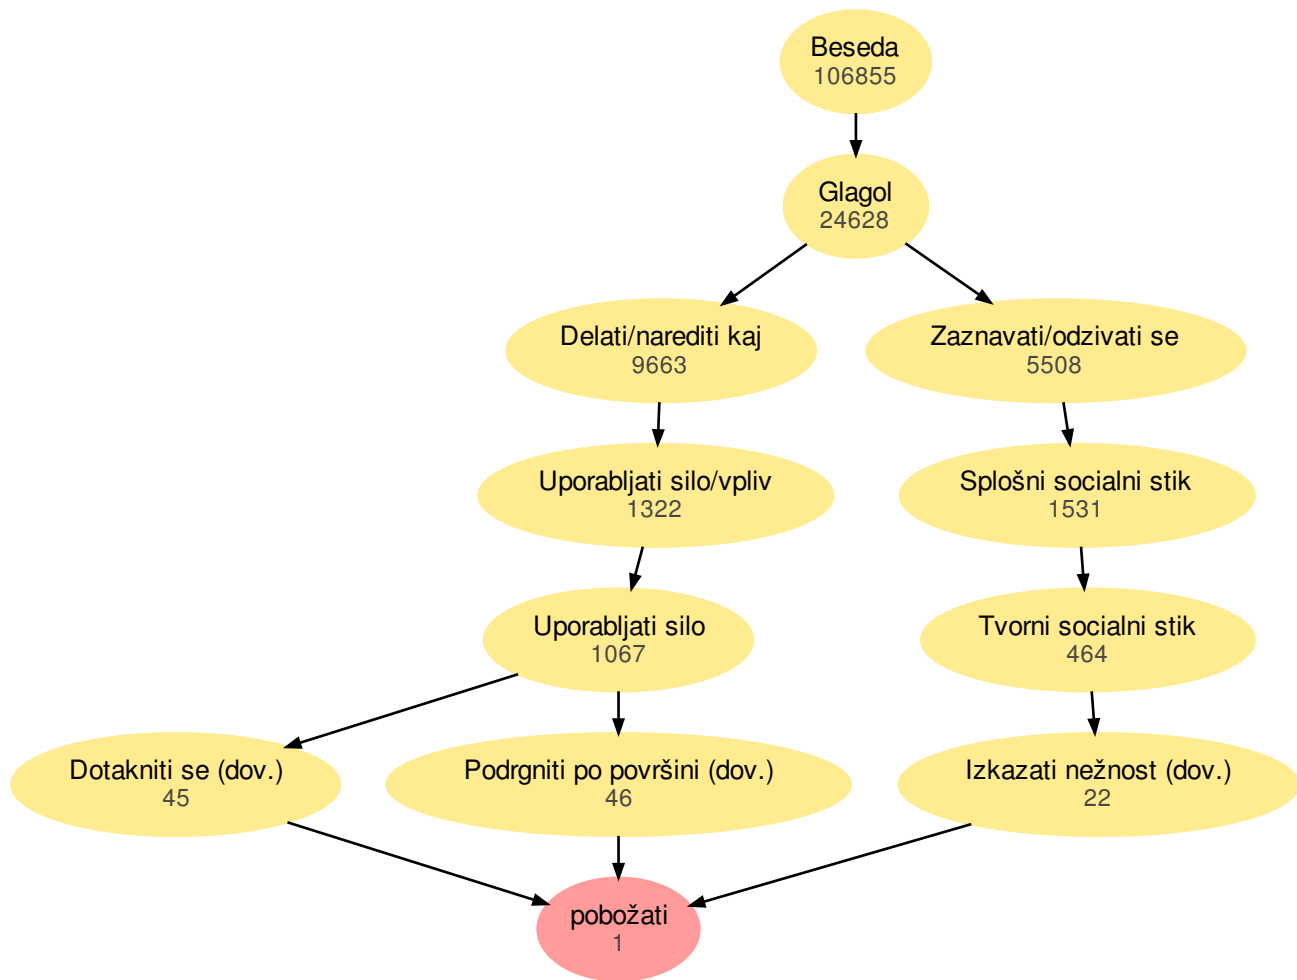 Beseda
106855
Glagol
24628
Delati/narediti kaj
9663
Zaznavati/odzivati se
5508
Uporabljati silo/vpliv
1322
Splošni socialni stik
1531
Uporabljati silo
1067
Tvorni socialni stik
464
Dotakniti se (dov.)
45
Podrgniti po površini (dov.)
46
Izkazati nežnost (dov.)
22
pobožati
1